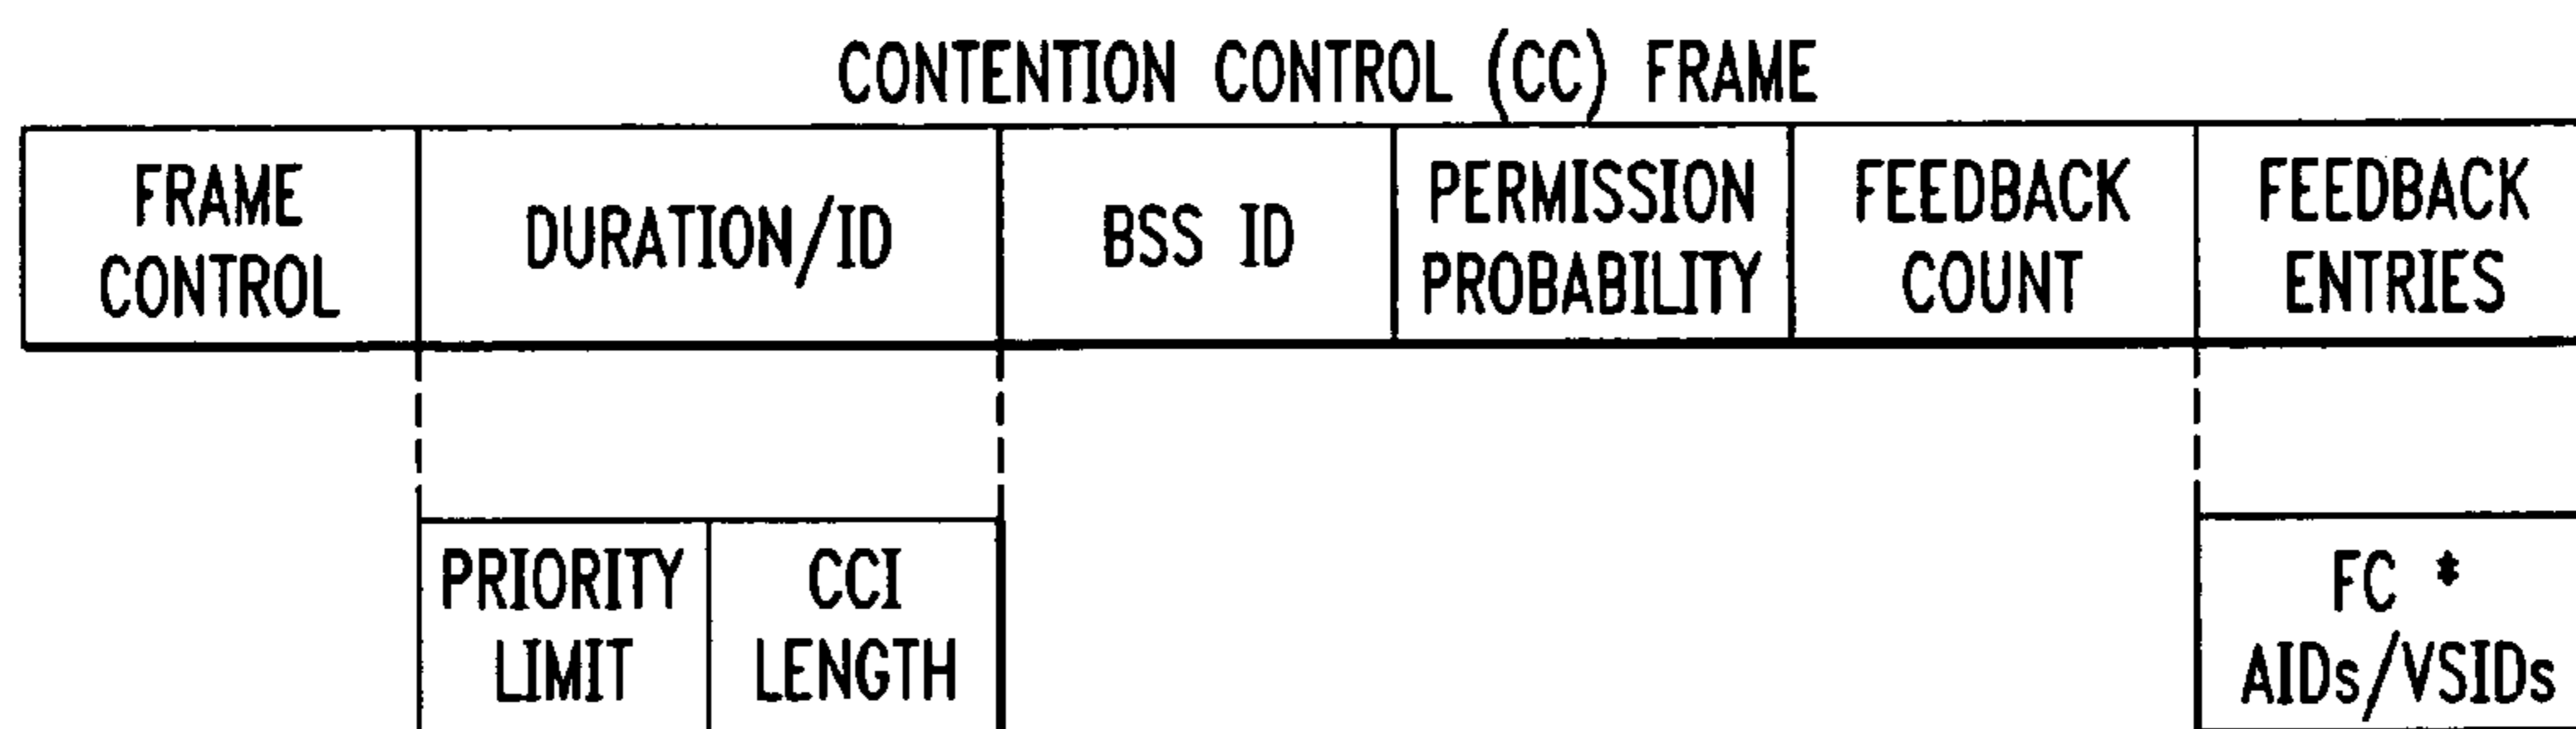 CONTENTION CONTROL (CC) FRAME
FRAME CONTROL
DURATION/ID
BSS ID
PERMISSION PROBABILITY
FEEDBACK COUNT
FEEDBACK ENTRIES
PRIORITY LIMIT
CCI LENGTH
FC *
AIDs/VSIDs